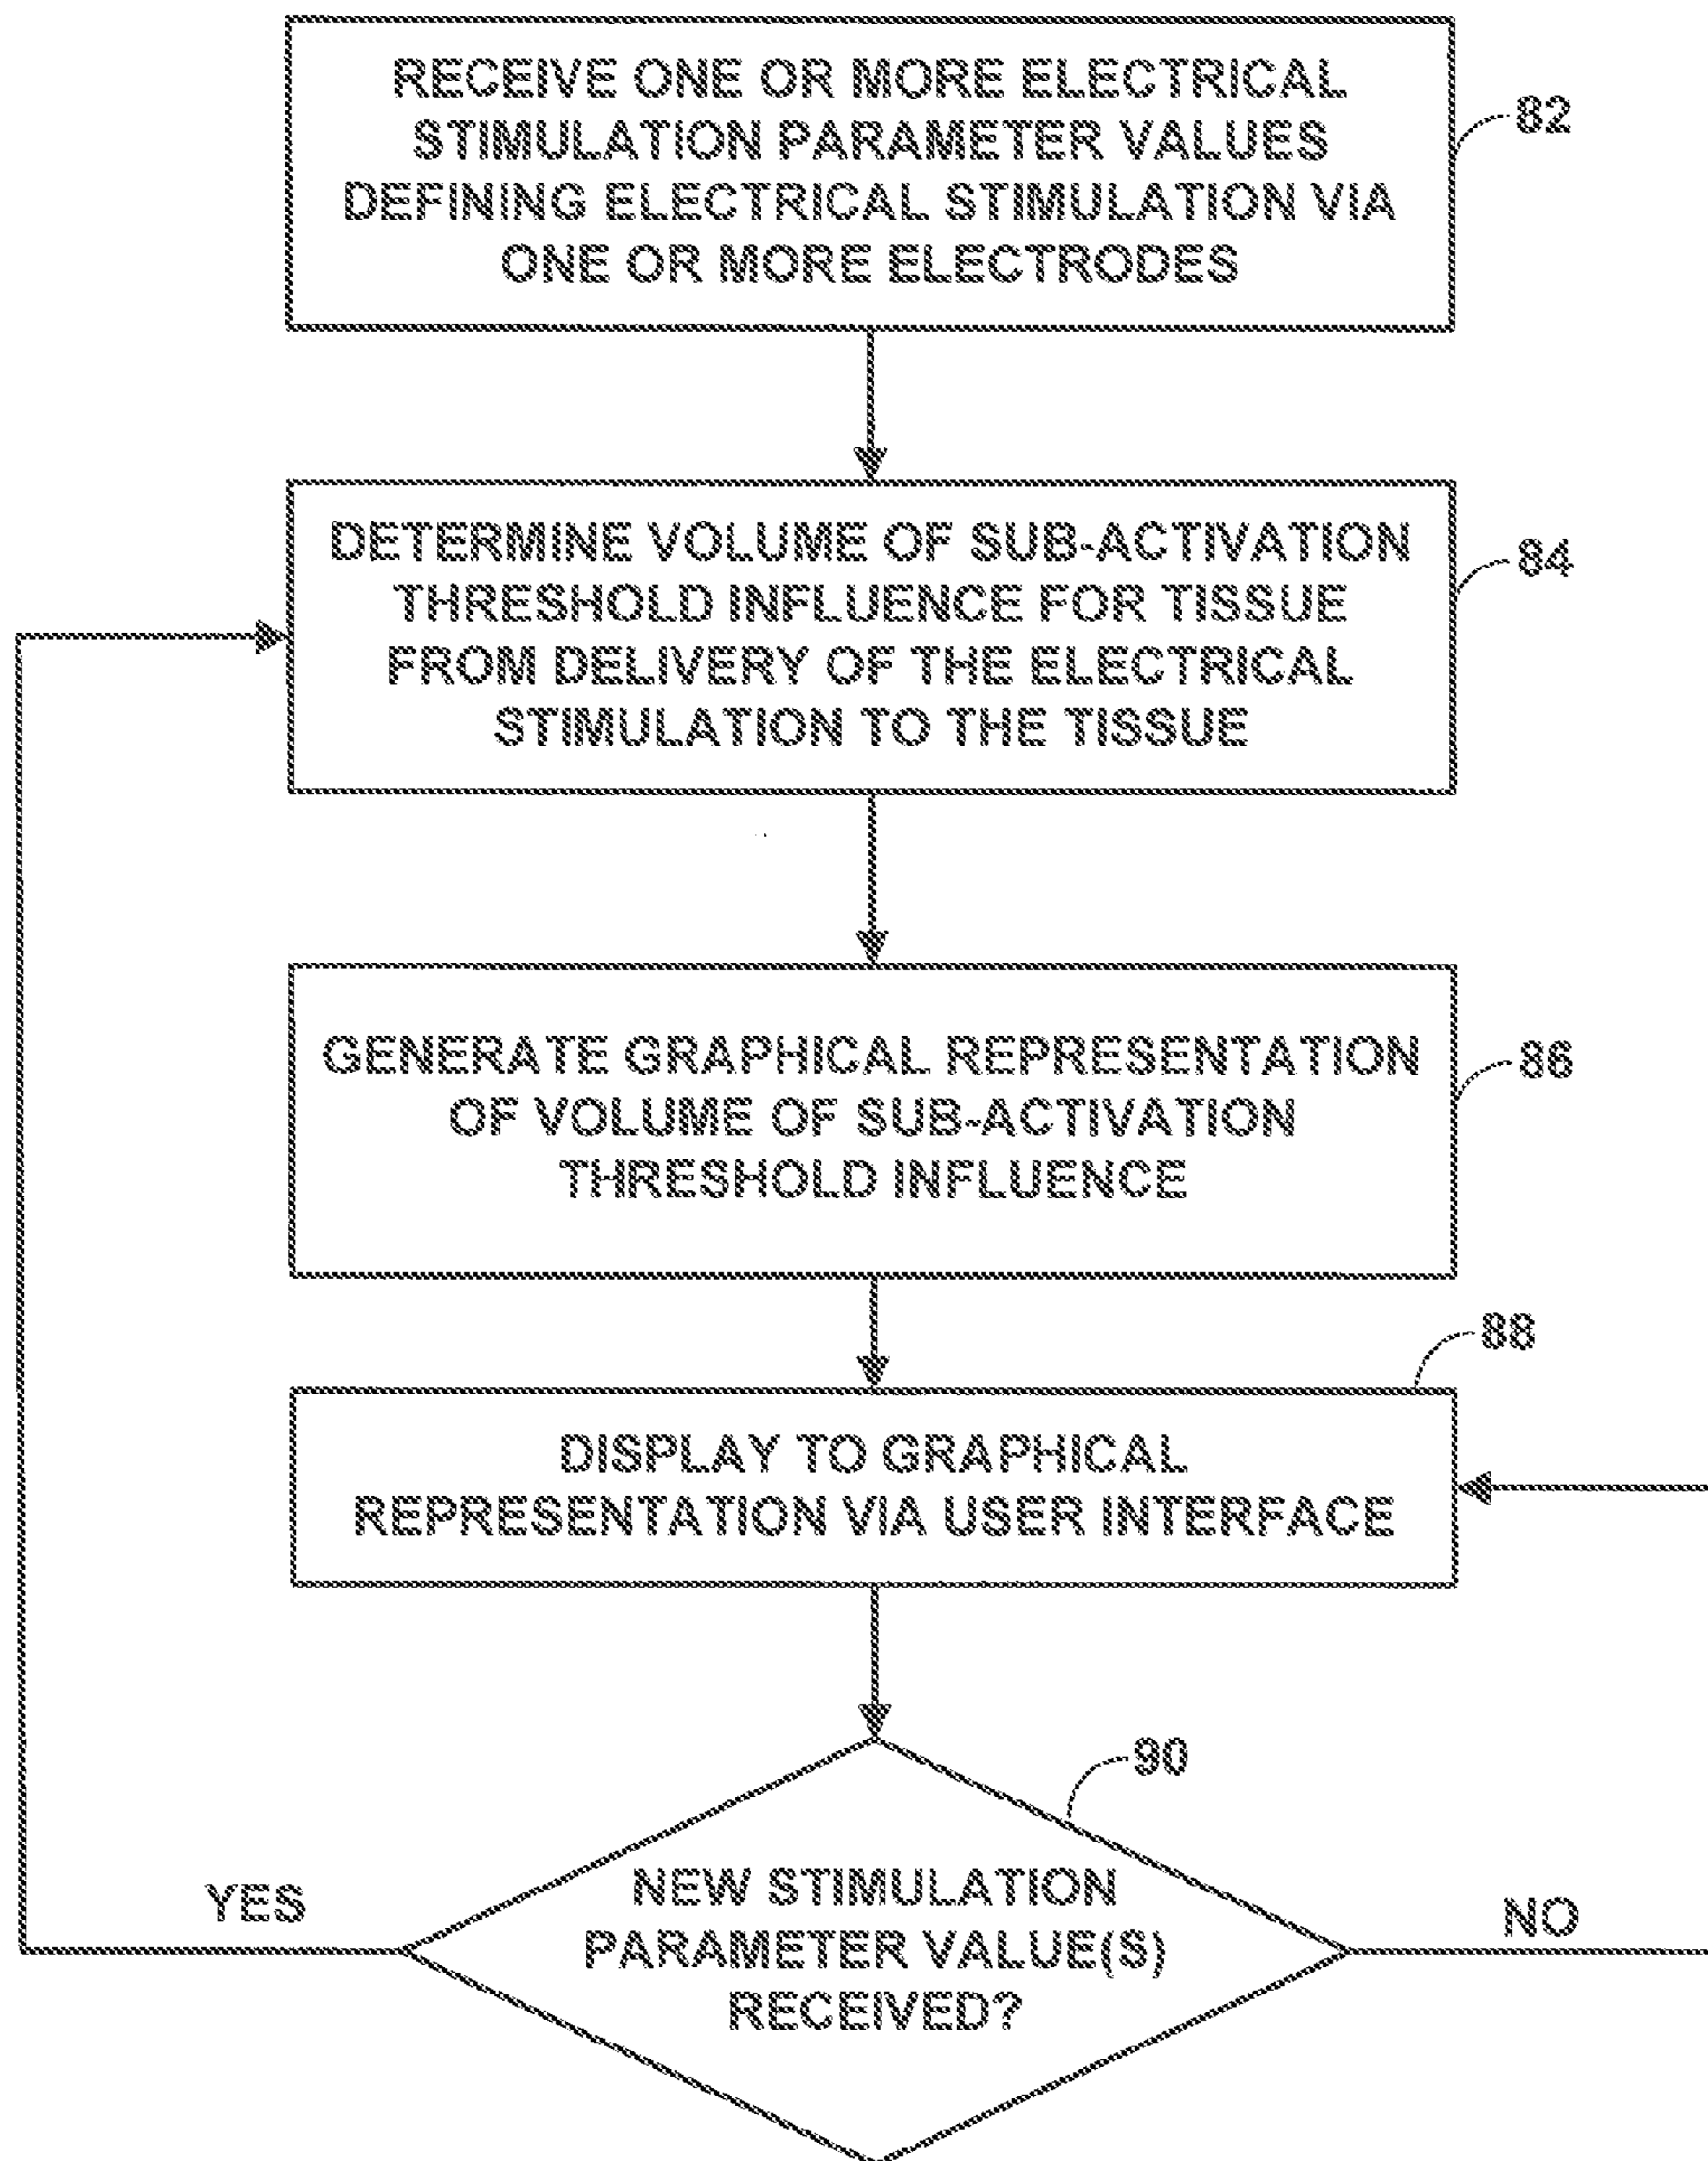 RECEIVE ONE OR MORE ELECTRICAL
STIMULATION PARAMETER VALUES
DEFINING ELECTRICAL STIMULATION VIA
ONE OR MORE ELECTRODES
82
DETERMINE VOLUME OF SUB-ACTIVATION
THRESHOLD INFLUENCE FOR TISSUE
FROM DELIVERY OF THE ELECTRICAL
STIMULATION TO THE TISSUE
84
GENERATE GRAPHICAL REPRESENTATION
OF VOLUME OF SUB-ACTIVATION
THRESHOLD INFLUENCE
86
88
DISPLAY TO GRAPHICAL
REPRESENTATION VIA USER INTERFACE
90
NEW STIMULATION
PARAMETER VALUE(S)
RECEIVED?
YES
NO